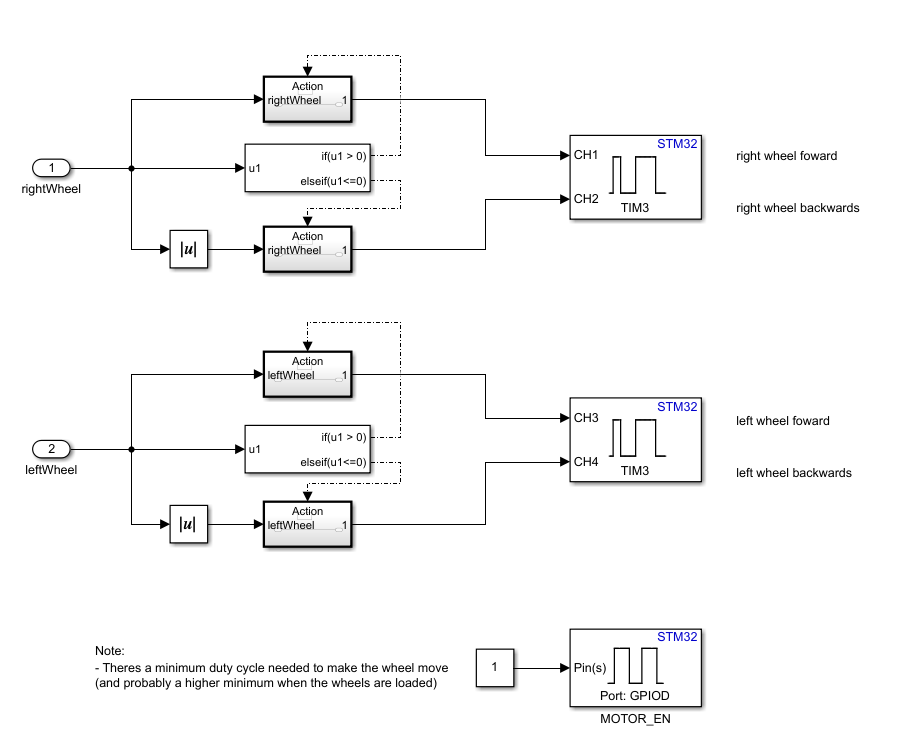 Action
rightWheel 1
STM32
if(u1 > 0)
CH1
right wheel foward
1
u1
rightWheel
elseif(u1<=0)
CH2
TIM3
right wheel backwards
Action
|u|
rightWheel 1
Action
leftWheel 1
STM32
CH3
left wheel foward
if(u1 > 0)
2
u1
leftWheel
elseif(u1<=0)
CH4
TIM3
left wheel backwards
Action
|u|
leftWheel 1
STM32
Note:
- Theres a minimum duty cycle needed to make the wheel move
(and probably a higher minimum when the wheels are loaded)
1
Pin(s)
Port: GPIOD
MOTOR_EN